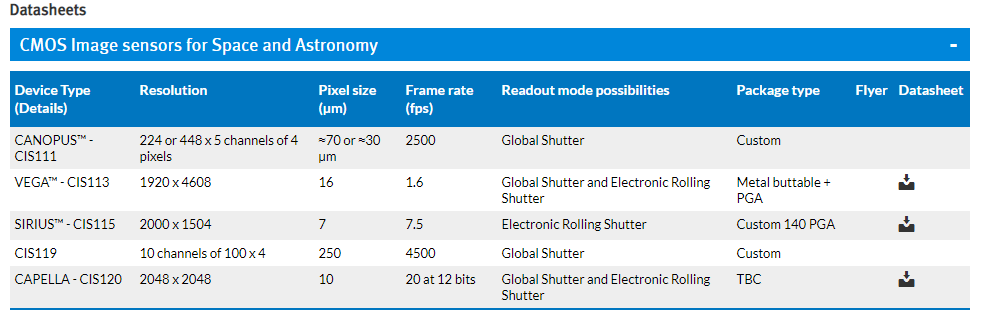 Datasheets
CMOS Image sensors for Space and Astronomy -
Device Type (Details) Resolution Pixel size (μm) Frame rate (fps) Readout mode possibilities Package type Flyer Datasheet
CANOPUS™ - CIS111 224 or 448 x 5 channels of 4 pixels ≈70 or ≈30 μm 2500 Global Shutter Custom
VEGA™ - CIS113 1920 x 4608 16 1.6 Global Shutter and Electronic Rolling Shutter Metal buttable + PGA
SIRIUS™ - CIS115 2000 x 1504 7 7.5 Electronic Rolling Shutter Custom 140 PGA
CIS119 10 channels of 100 x 4 250 4500 Global Shutter Custom
CAPELLA - CIS120 2048 x 2048 10 20 at 12 bits Global Shutter and Electronic Rolling Shutter TBC